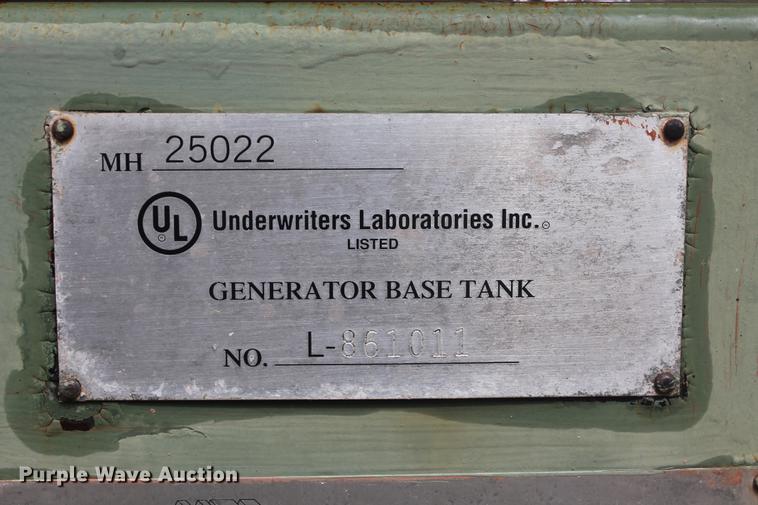 MH 25022
UL Underwriters Laboratories Inc.
LISTED
GENERATOR BASE TANK
NO. L-861011
Purple Wave Auction